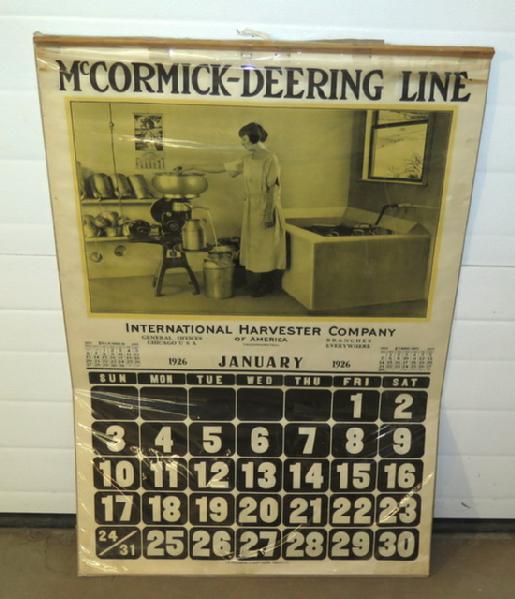 McCORMICK-DEERING LINE
INTERNATIONAL HARVESTER COMPANY
GENERAL OFFICES
CHICAGO U S A
OF AMERICA
BRANCHES
EVERYWHERE
1926 JANUARY 1926
SUN MON TUE WED THU FRI SAT
1 2
3 4 5 6 7 8 9
10 11 12 13 14 15 16
17 18 19 20 21 22 23
24/31 25 26 27 28 29 30